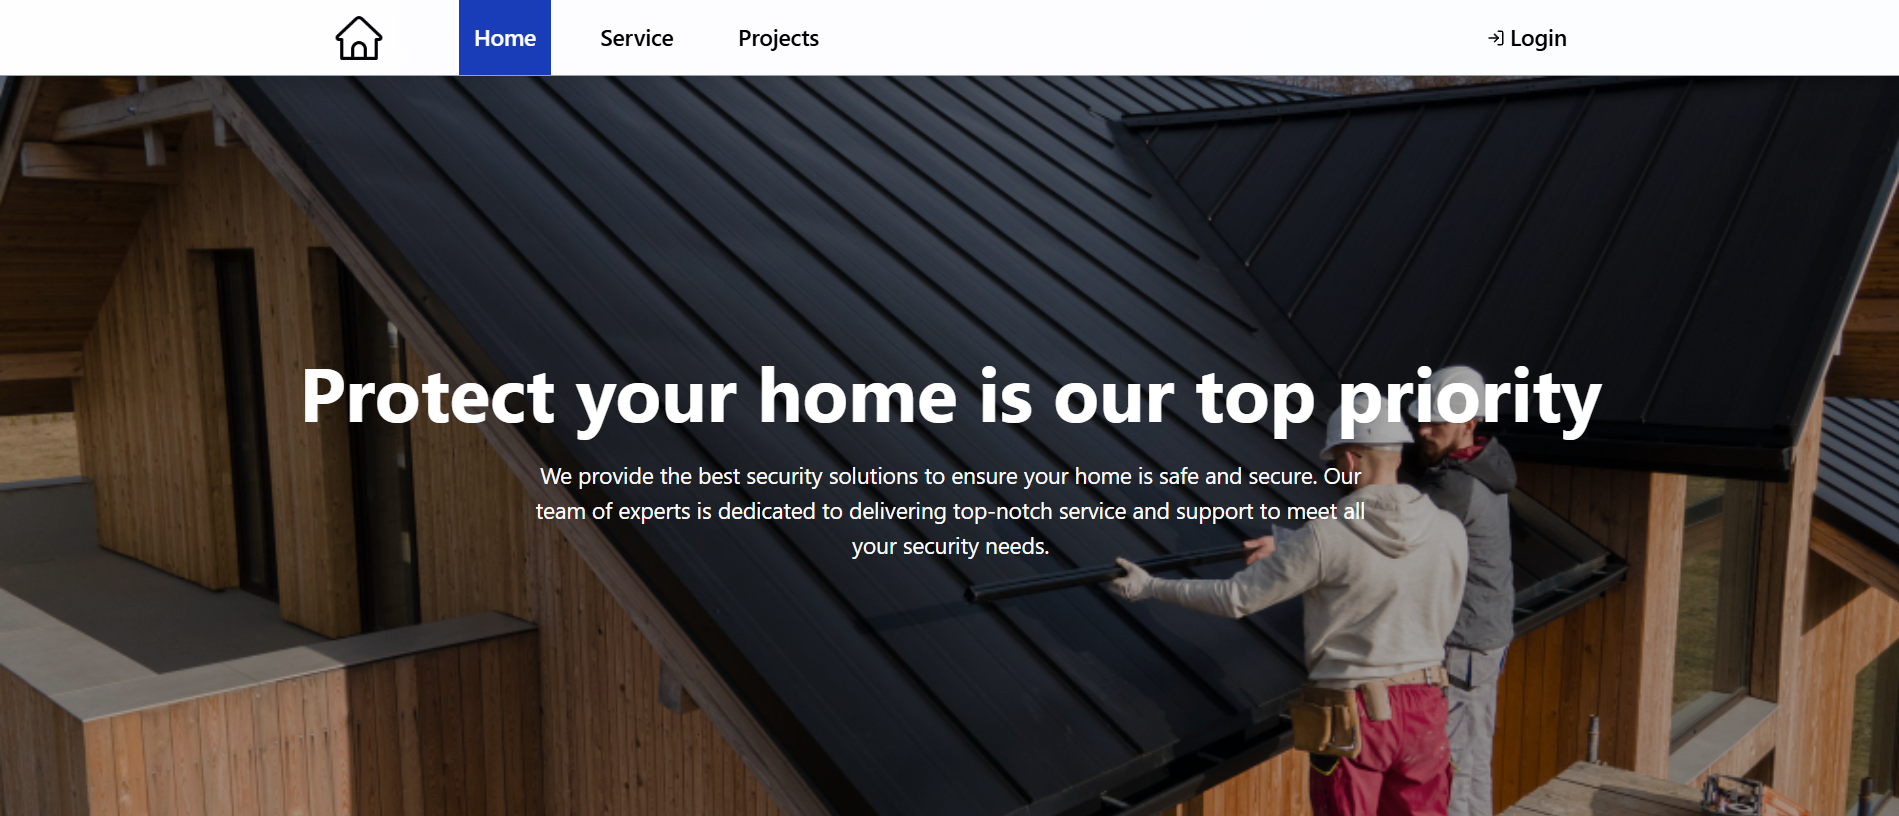 Home Service Projects Login
Protect your home is our top priority
We provide the best security solutions to ensure your home is safe and secure. Our
team of experts is dedicated to delivering top-notch service and support to meet all
your security needs.